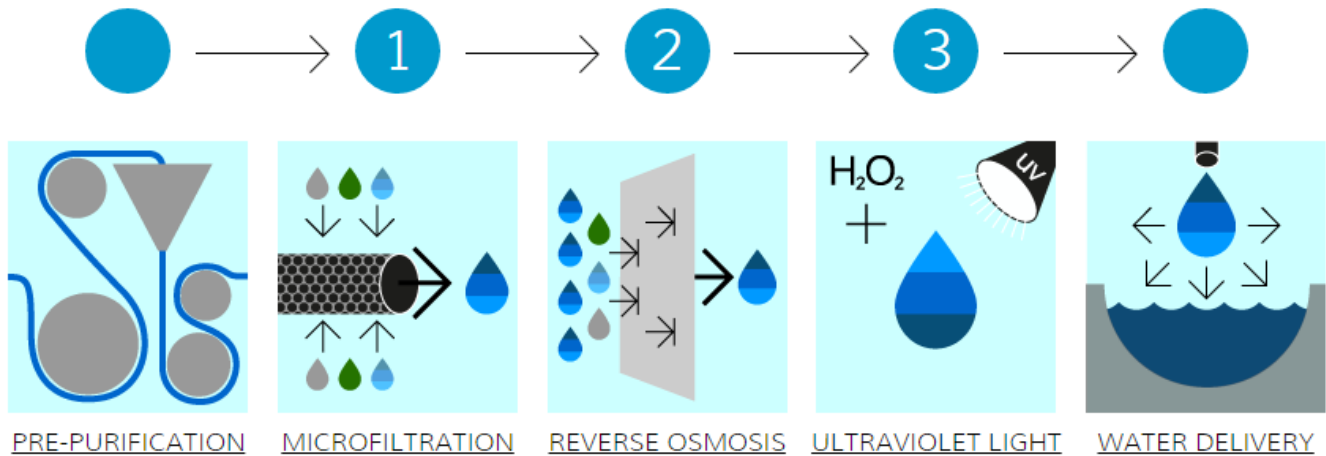 1
2
3
H₂O₂
+
UV
PRE-PURIFICATION
MICROFILTRATION
REVERSE OSMOSIS
ULTRAVIOLET LIGHT
WATER DELIVERY